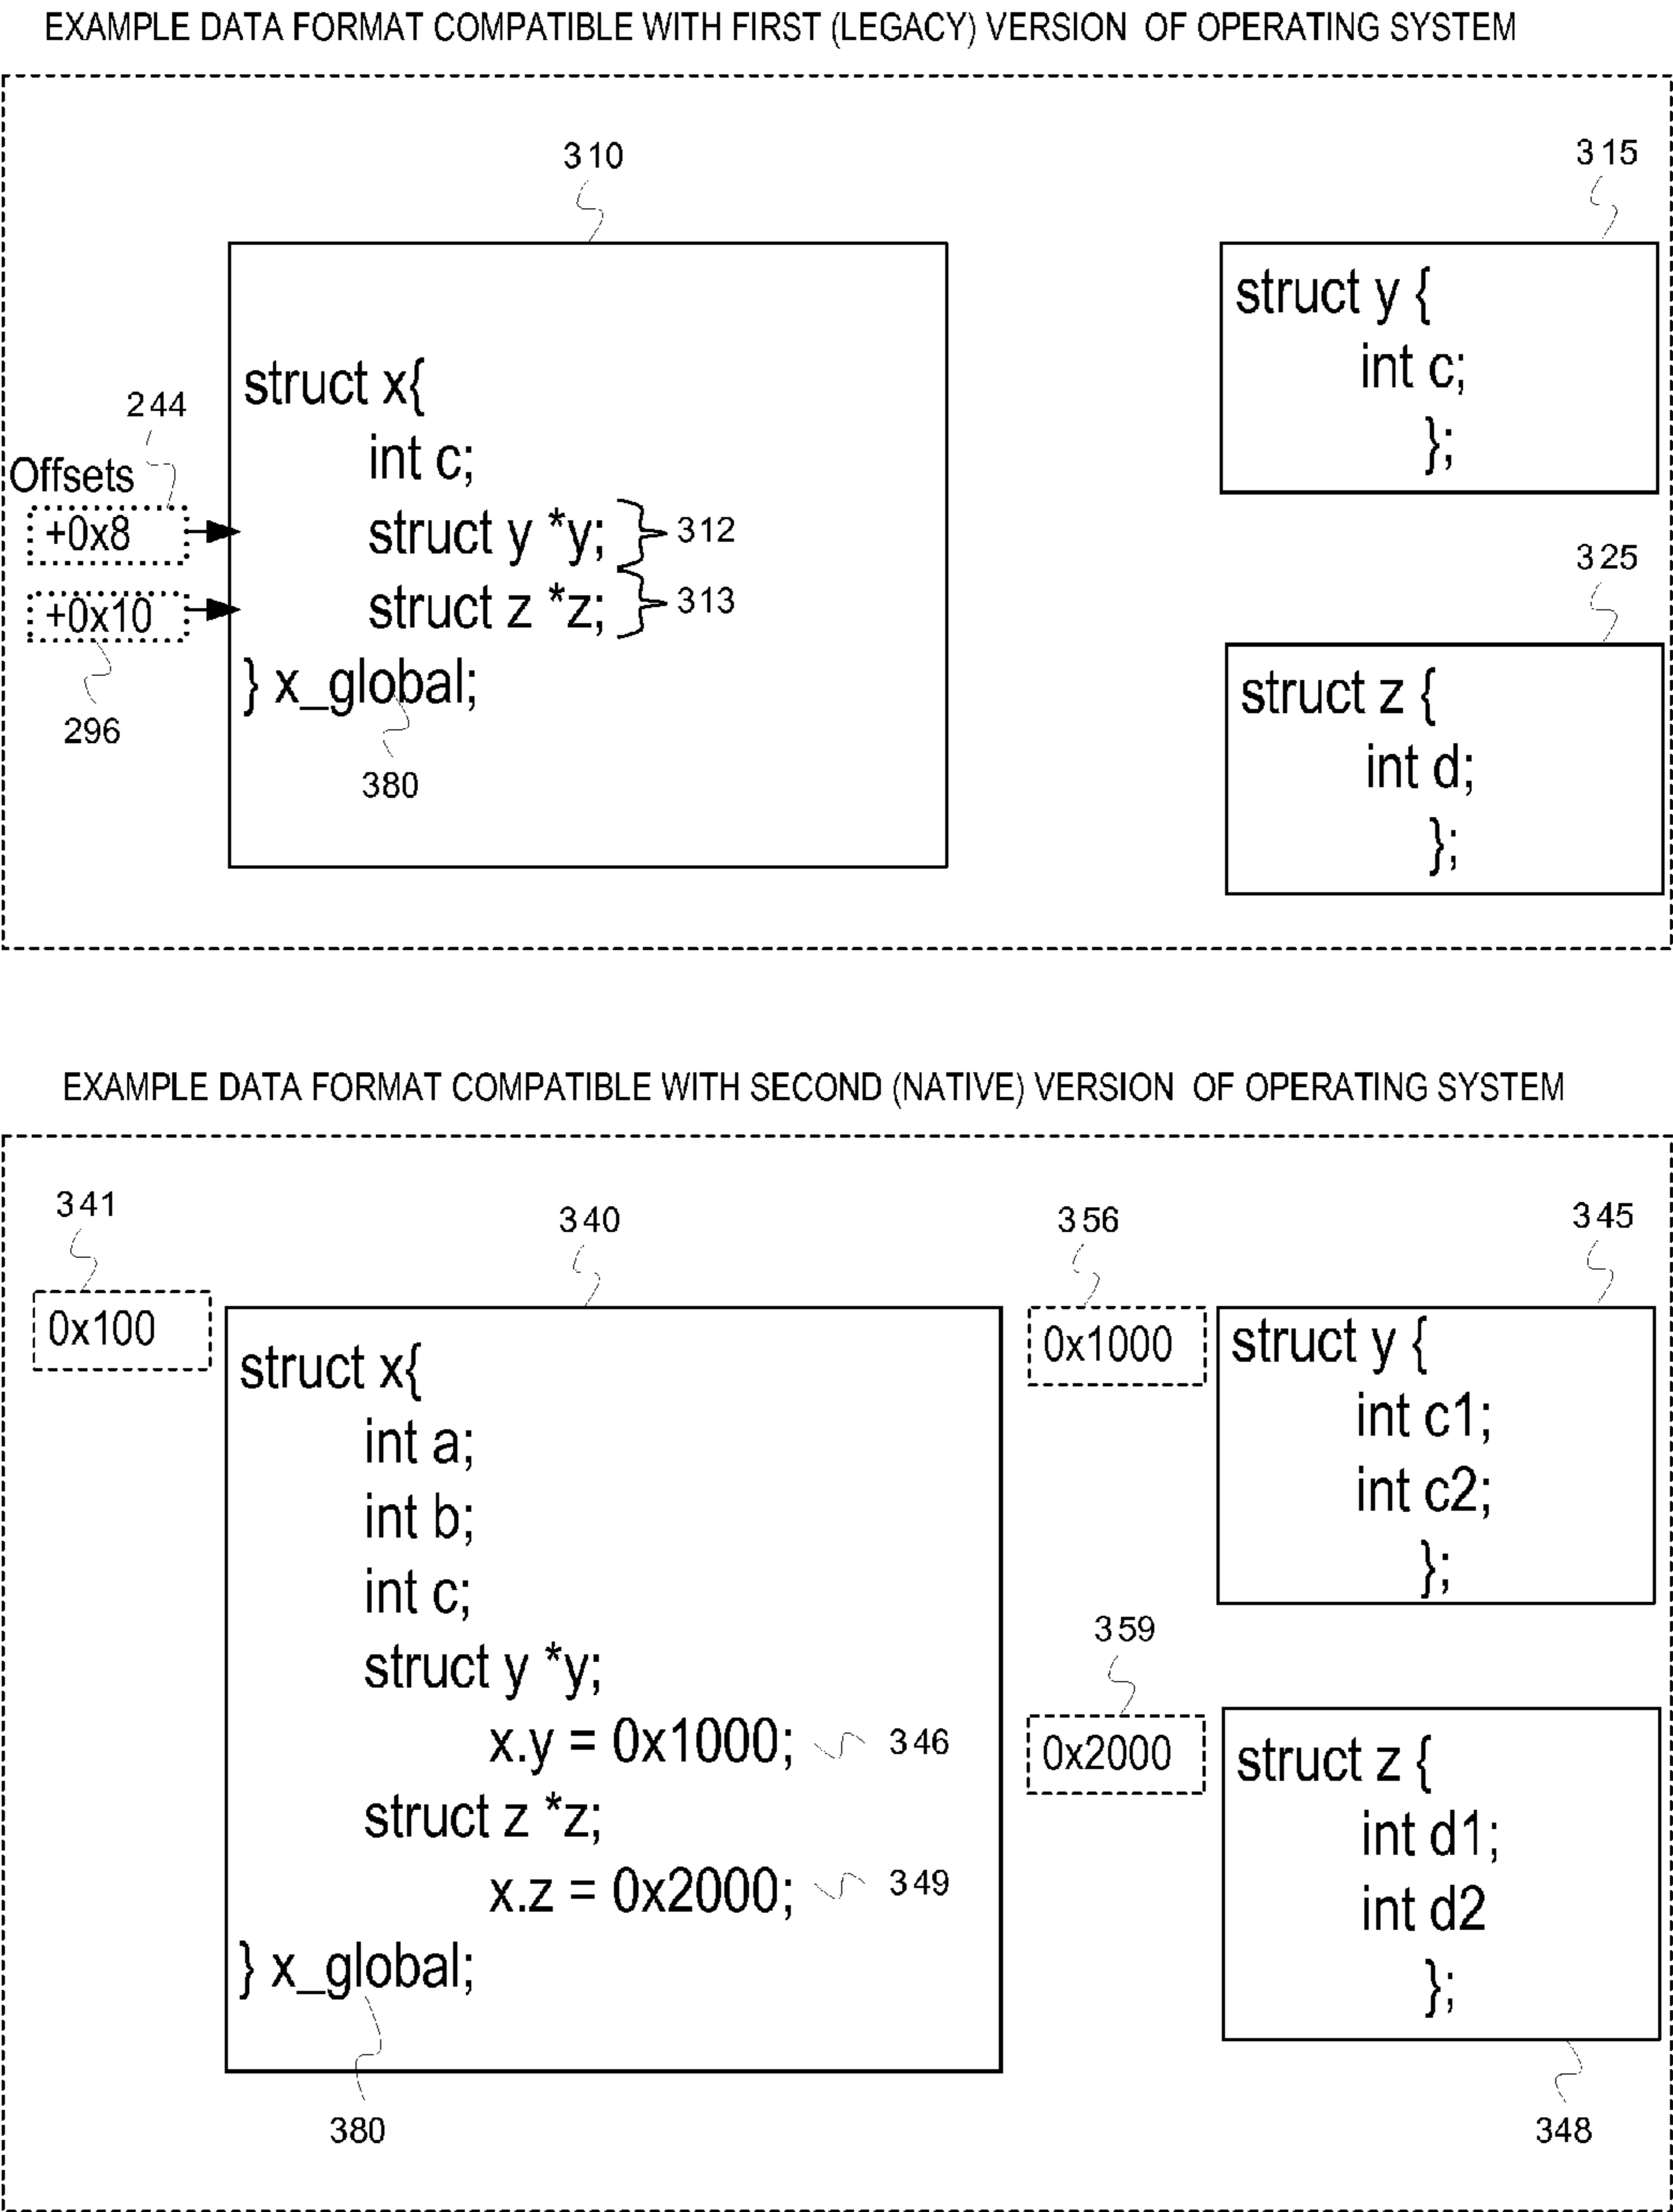 EXAMPLE DATA FORMAT COMPATIBLE WITH FIRST (LEGACY) VERSION OF OPERATING SYSTEM
310
315
struct y {
int c;
};
struct x{
244
int c;
Offsets
+0x8
struct y *y;
312
325
+0x10
struct z *z;
313
struct z {
} x_global;
296
int d;
380
};
EXAMPLE DATA FORMAT COMPATIBLE WITH SECOND (NATIVE) VERSION OF OPERATING SYSTEM
341
340
356
345
0x100
0x1000
struct y {
struct x{
int c1;
int a;
int c2;
int b;
};
int c;
359
struct y *y;
x.y = 0x1000;
346
0x2000
struct z {
struct z *z;
int d1;
x.z = 0x2000;
349
int d2
} x_global;
};
380
348